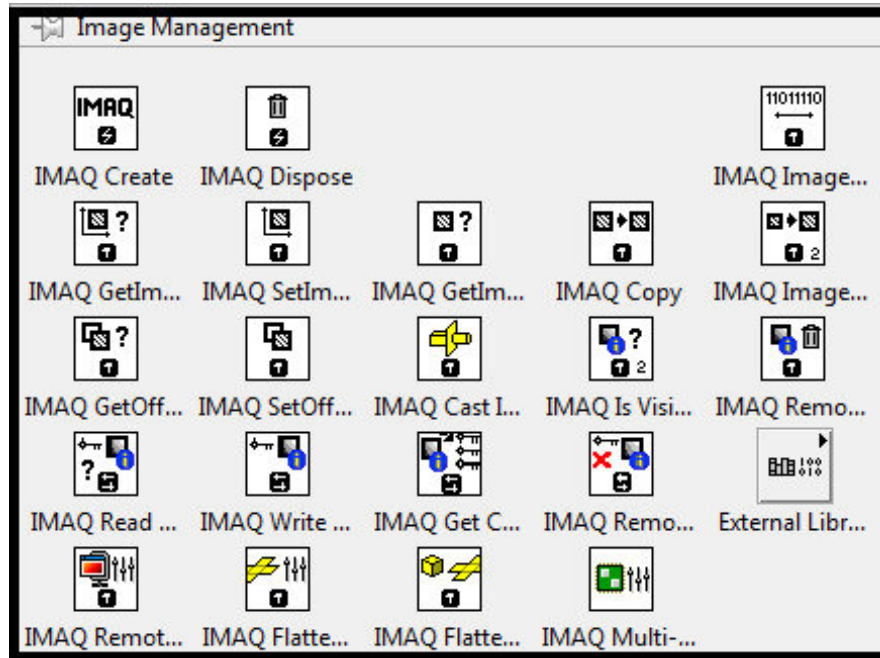 Image Management
IMAQ
11011110
IMAQ Create IMAQ Dispose IMAQ Image...
? ?
2
IMAQ GetIm... IMAQ SetIm... IMAQ GetIm... IMAQ Copy IMAQ Image...
? ?
2
IMAQ GetOff... IMAQ SetOff... IMAQ Cast I... IMAQ Is Visi... IMAQ Remo...
?
IMAQ Read ... IMAQ Write ... IMAQ Get C... IMAQ Remo... External Libr...
IMAQ Remot... IMAQ Flatte... IMAQ Flatte... IMAQ Multi-...